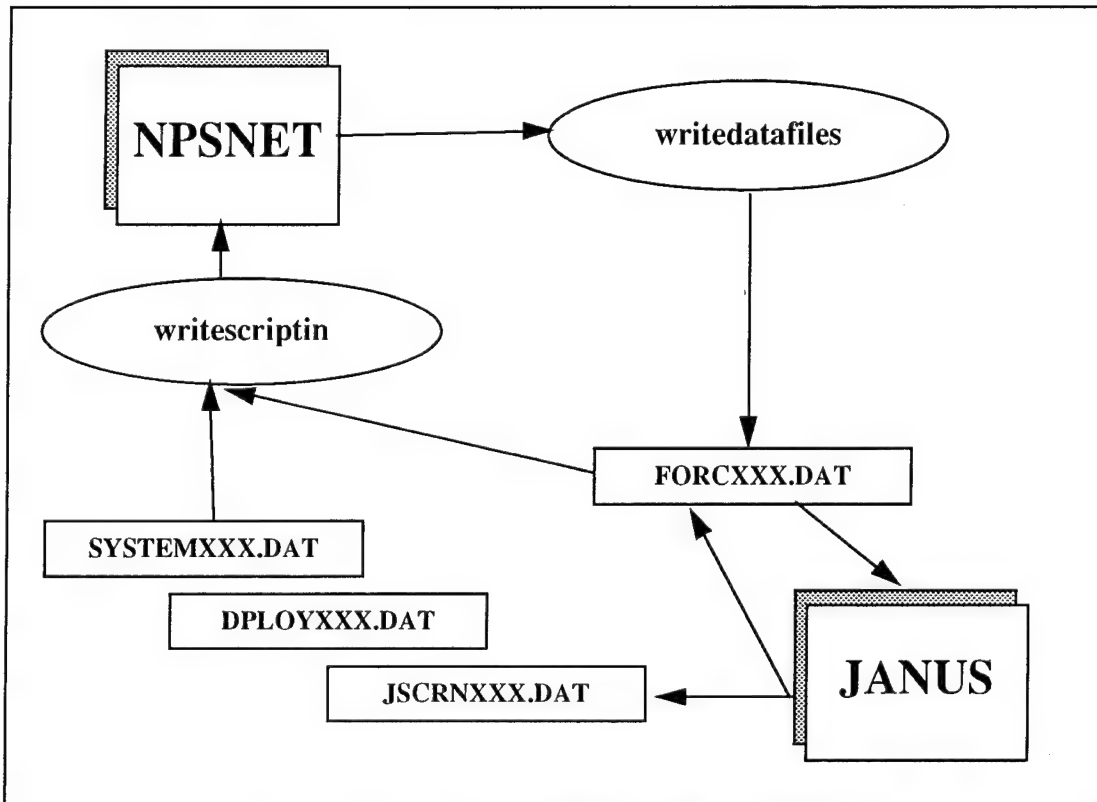 NPSNET
writedatafiles
writescriptin
FORCXXX.DAT
SYSTEMXXX.DAT
DPLOYXXX.DAT
JSCRNXXX.DAT
JANUS